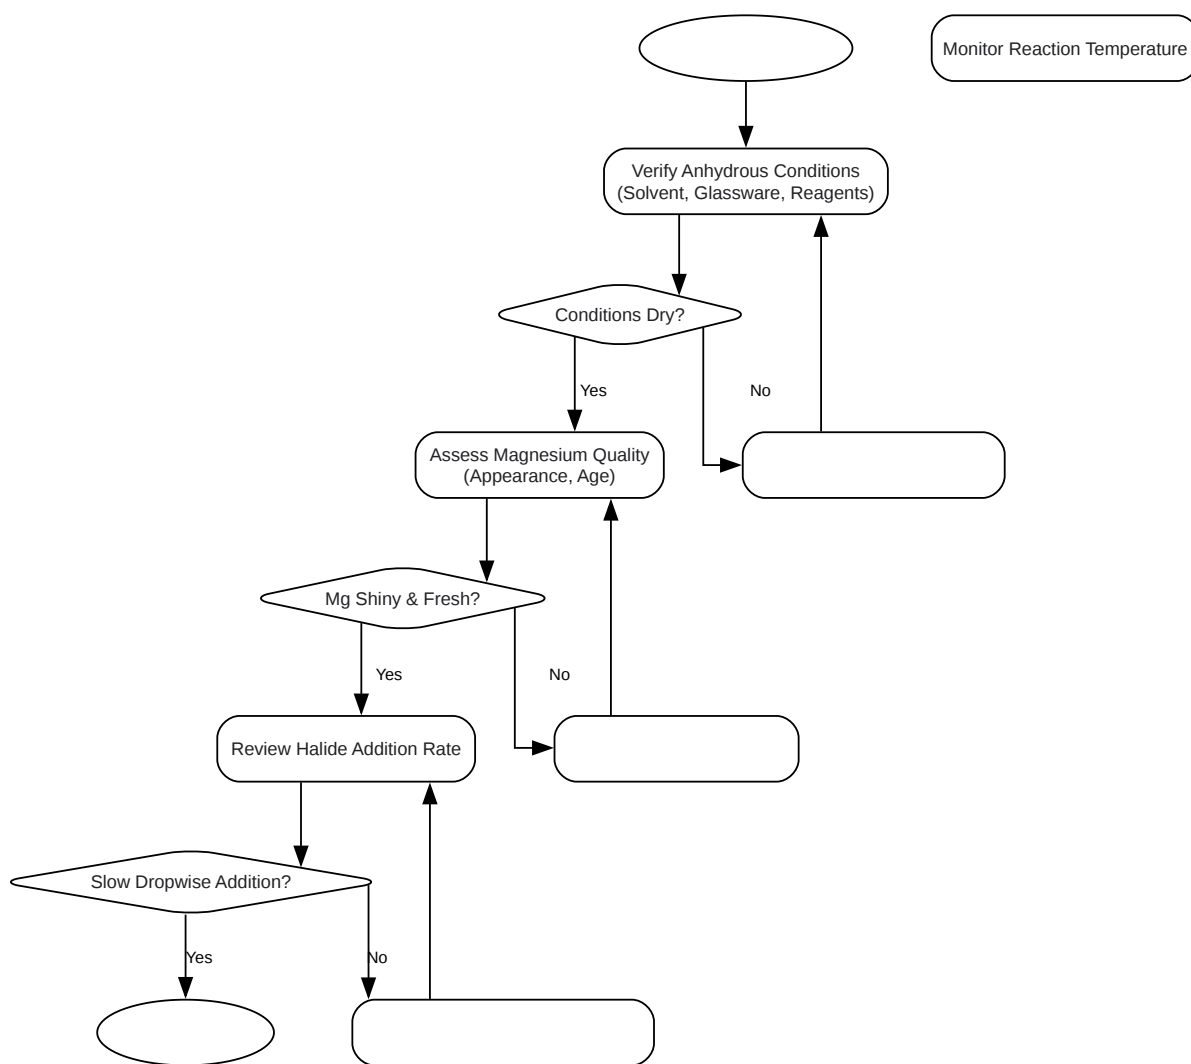 Monitor Reaction Temperature
Verify Anhydrous Conditions
(Solvent, Glassware, Reagents)
Conditions Dry?
Yes
No
Assess Magnesium Quality
(Appearance, Age)
Mg Shiny & Fresh?
Yes
No
Review Halide Addition Rate
Slow Dropwise Addition?
Yes
No